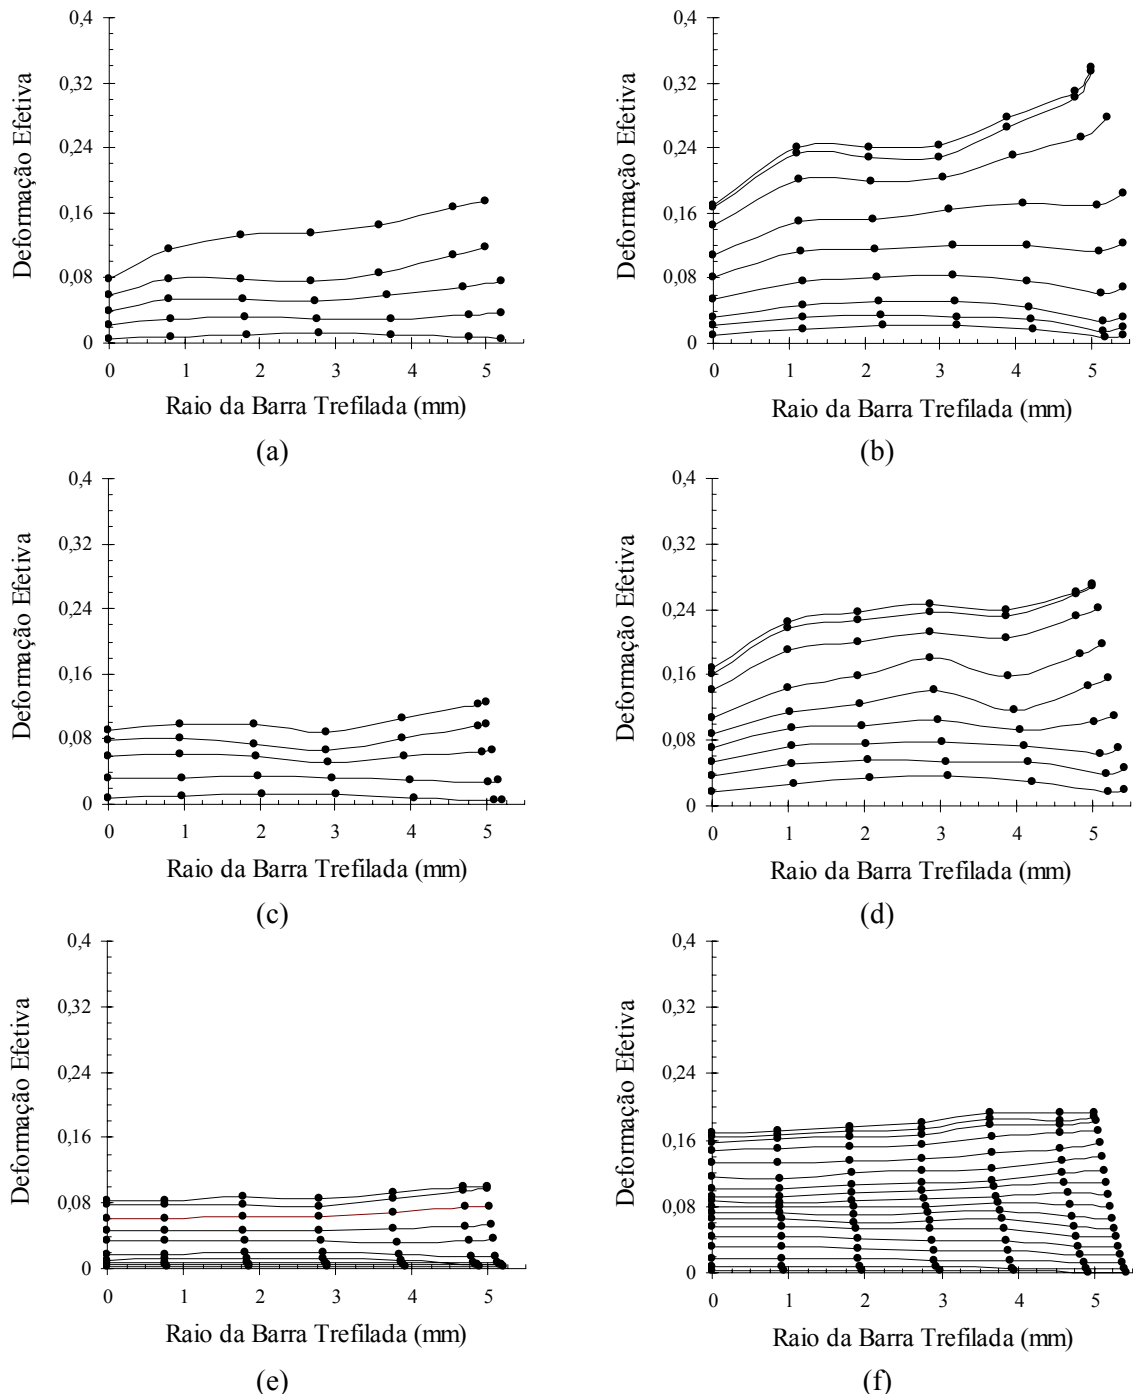 0,4
0,32
0,24
0,16
0,08
0
Deformação Efetiva
0 1 2 3 4 5
Raio da Barra Trefilada (mm)
(a)
0,4
0,32
0,24
0,16
0,08
0
Deformação Efetiva
0 1 2 3 4 5
Raio da Barra Trefilada (mm)
(b)
0,4
0,32
0,24
0,16
0,08
0
Deformação Efetiva
0 1 2 3 4 5
Raio da Barra Trefilada (mm)
(c)
0,4
0,32
0,24
0,16
0,08
0
Deformação Efetiva
0 1 2 3 4 5
Raio da Barra Trefilada (mm)
(d)
0,4
0,32
0,24
0,16
0,08
0
Deformação Efetiva
0 1 2 3 4 5
Raio da Barra Trefilada (mm)
(e)
0,4
0,32
0,24
0,16
0,08
0
Deformação Efetiva
0 1 2 3 4 5
Raio da Barra Trefilada (mm)
(f)